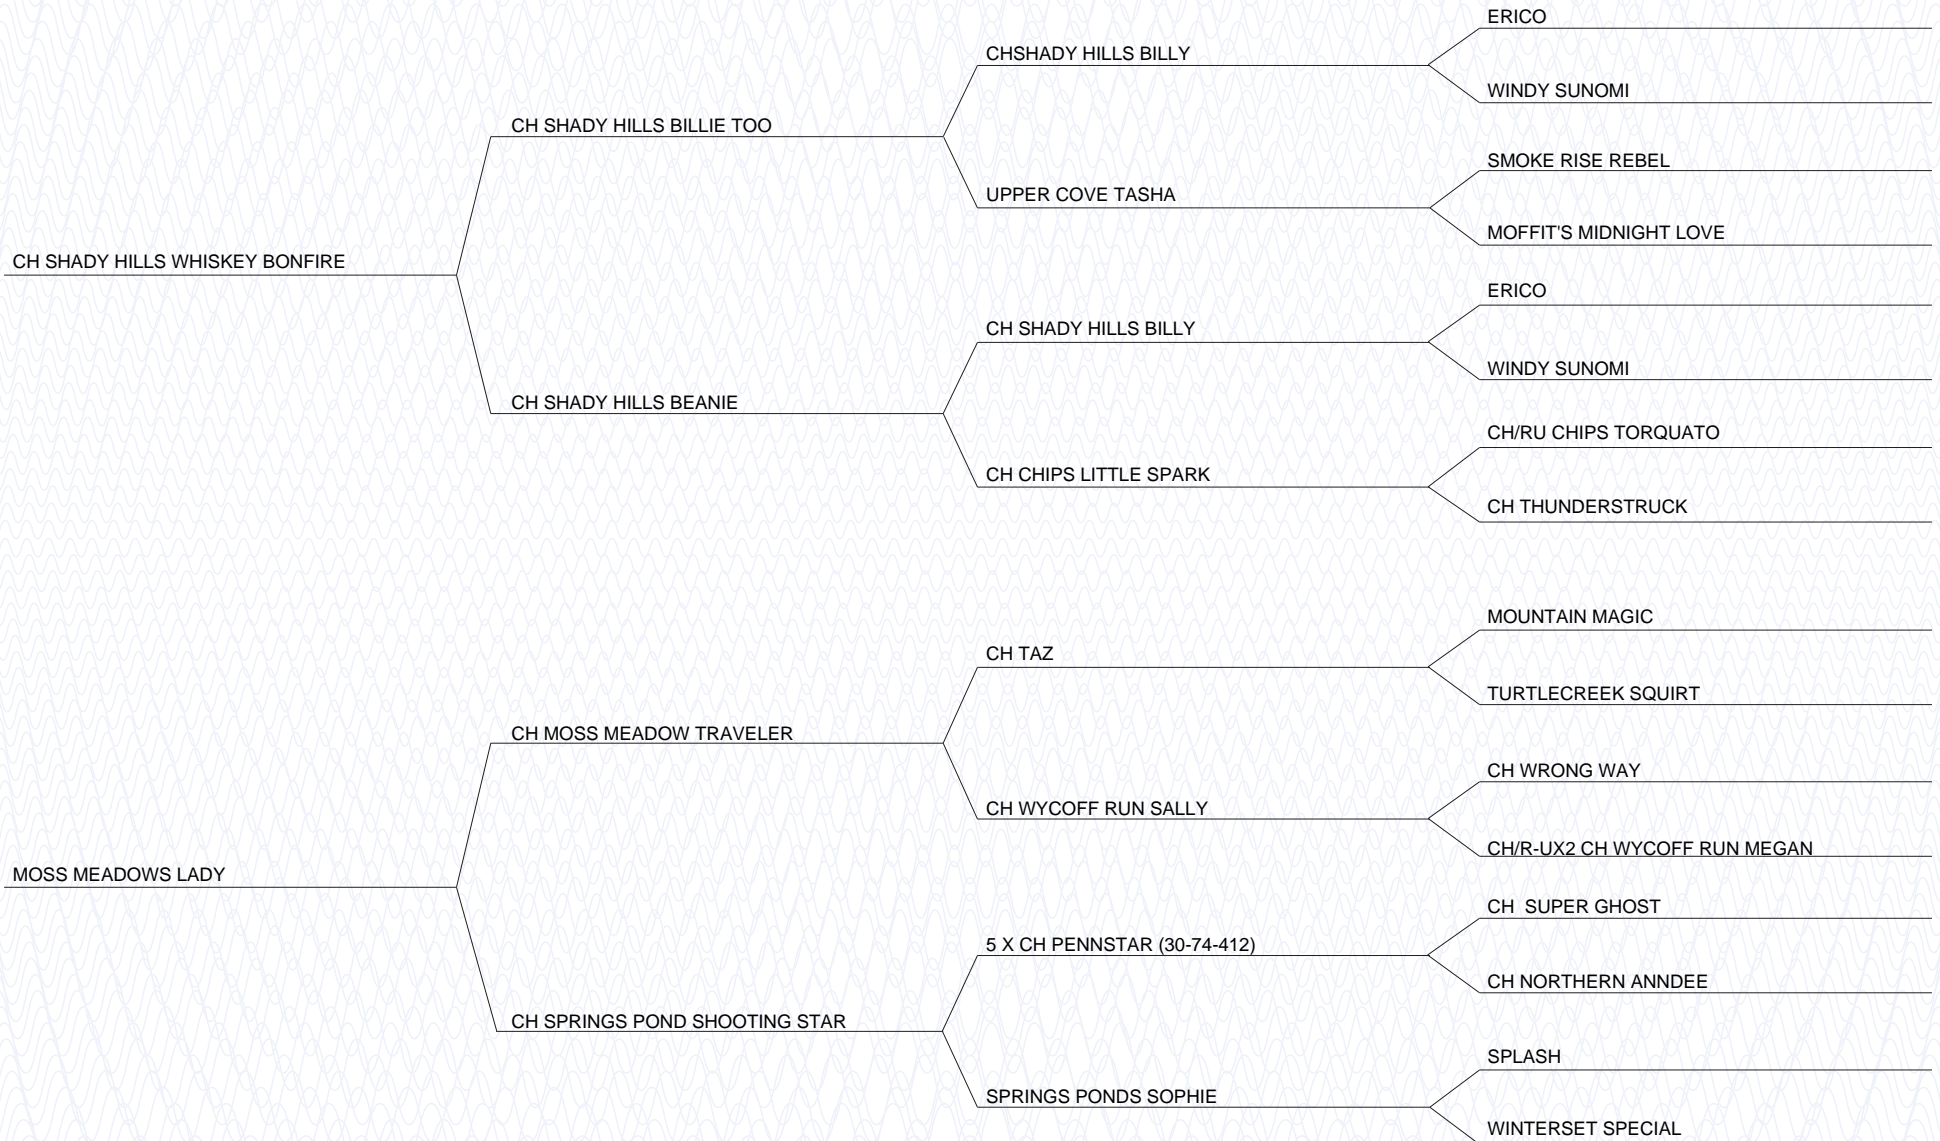 ERICO
CHSHADY HILLS BILLY
WINDY SUNOMI
CH SHADY HILLS BILLIE TOO
SMOKE RISE REBEL
UPPER COVE TASHA
MOFFIT'S MIDNIGHT LOVE
CH SHADY HILLS WHISKEY BONFIRE
ERICO
CH SHADY HILLS BILLY
WINDY SUNOMI
CH SHADY HILLS BEANIE
CH/RU CHIPS TORQUATO
CH CHIPS LITTLE SPARK
CH THUNDERSTRUCK
MOUNTAIN MAGIC
CH TAZ
TURTLECREEK SQUIRT
CH MOSS MEADOW TRAVELER
CH WRONG WAY
CH WYCOFF RUN SALLY
CH/R-UX2 CH WYCOFF RUN MEGAN
MOSS MEADOWS LADY
CH  SUPER GHOST
5 X CH PENNSTAR (30-74-412)
CH NORTHERN ANNDEE
CH SPRINGS POND SHOOTING STAR
SPLASH
SPRINGS PONDS SOPHIE
WINTERSET SPECIAL